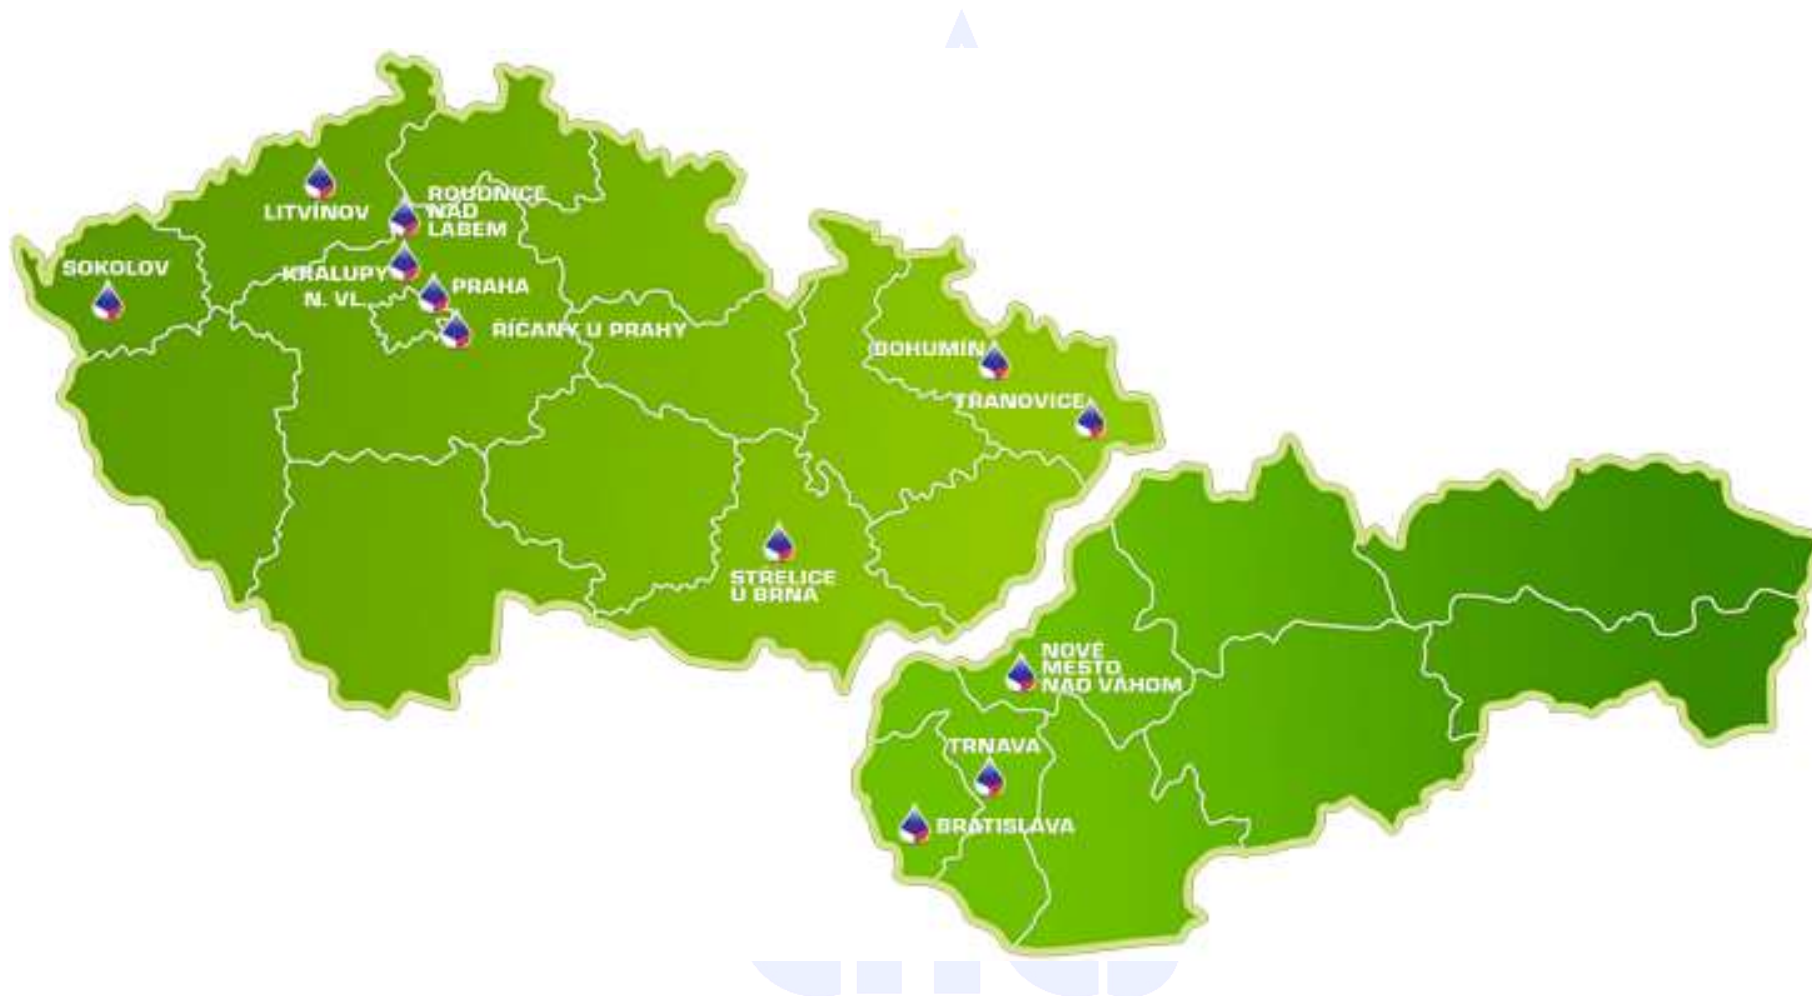 LITVÍNOV
ROUDNICE
NAD
LABEM
SOKOLOV
KRALUPY
N. VL.
PRAHA
ŘÍČANY U PRAHY
BOHUMÍN
TŘANOVICE
STŘELICE
U BRNA
NOVÉ
MESTO
NAD VÁHOM
TRNAVA
BRATISLAVA